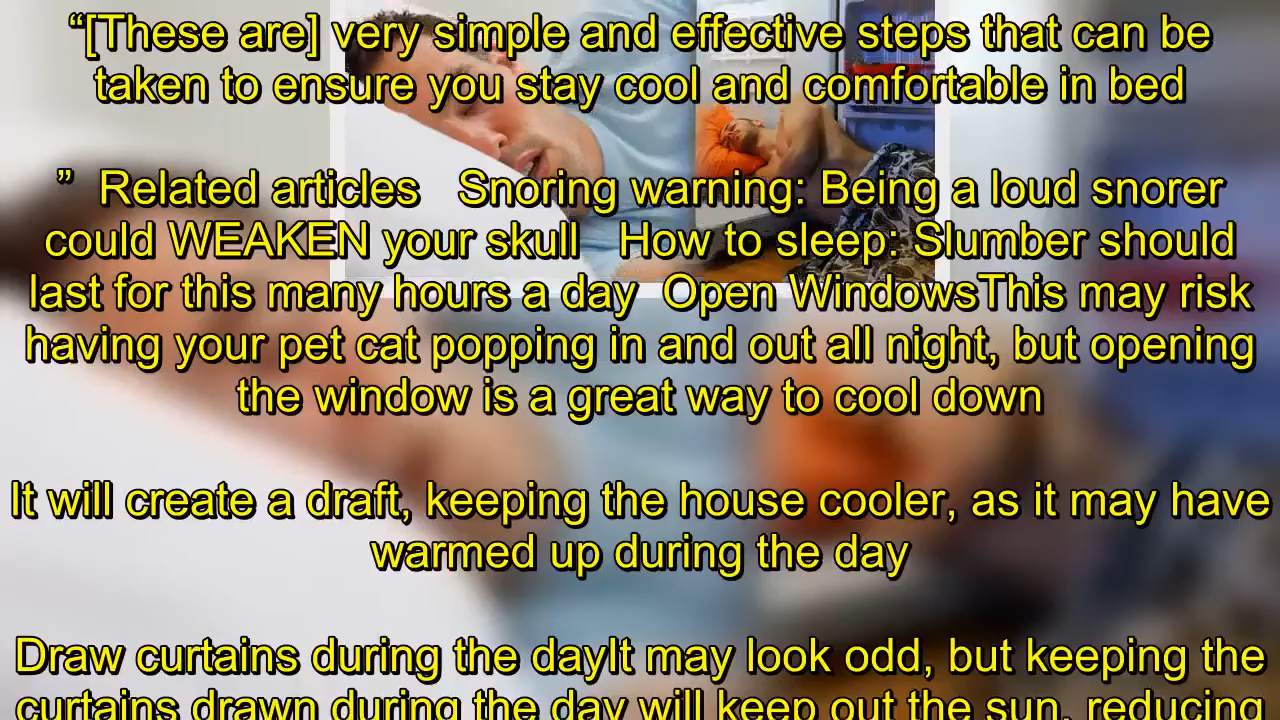 “[These are] very simple and effective steps that can be
taken to ensure you stay cool and comfortable in bed
”  Related articles   Snoring warning: Being a loud snorer
could WEAKEN your skull   How to sleep: Slumber should
last for this many hours a day  Open WindowsThis may risk
having your pet cat popping in and out all night, but opening
the window is a great way to cool down
It will create a draft, keeping the house cooler, as it may have
warmed up during the day
Draw curtains during the dayIt may look odd, but keeping the
curtains drawn during the day will keep out the sun, reducing